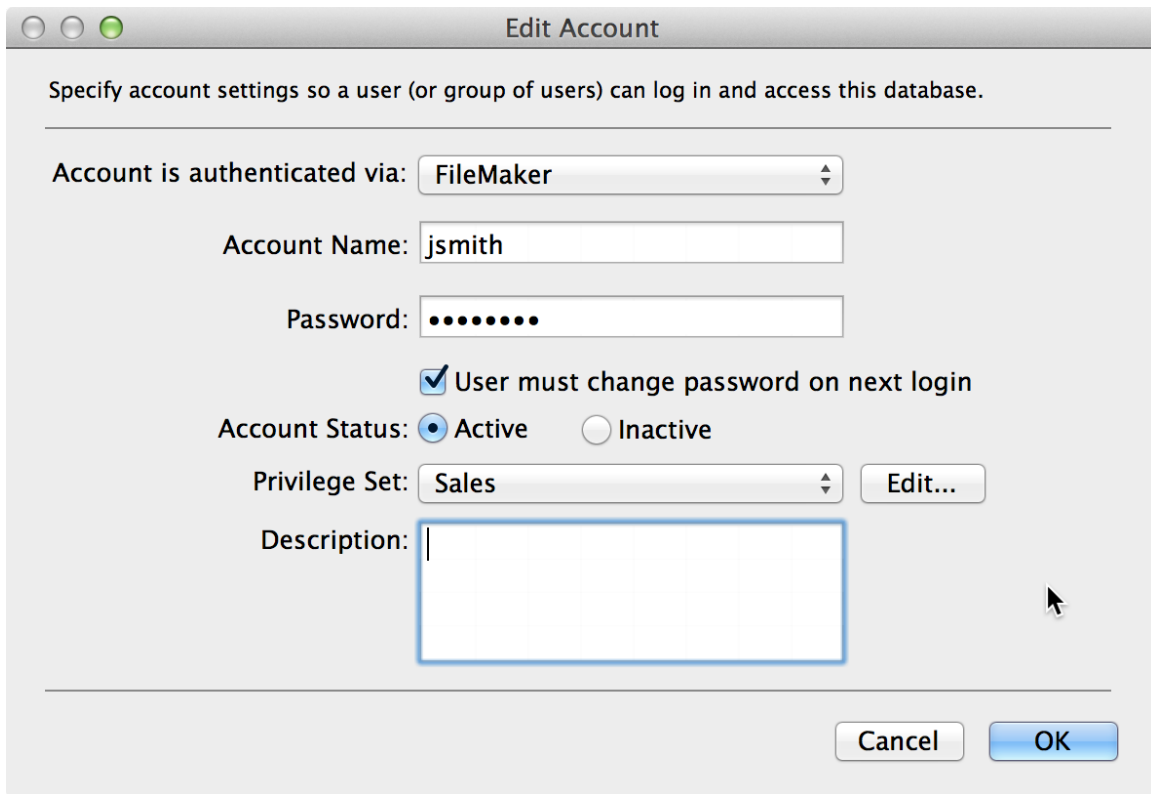 Edit Account
Specify account settings so a user (or group of users) can log in and access this database.
Account is authenticated via: FileMaker
Account Name: jsmith
Password: ••••••••
User must change password on next login
Account Status: Active Inactive
Privilege Set: Sales Edit...
Description:
Cancel OK